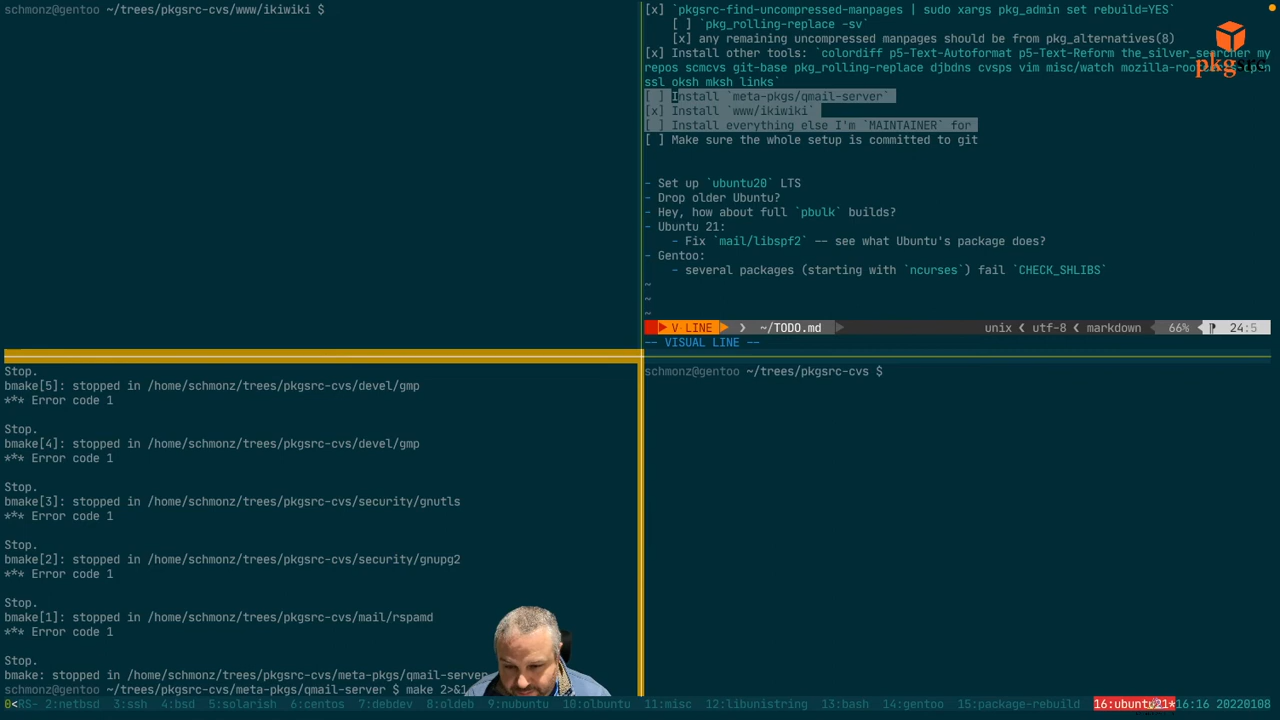 schmonz@gentoo ~/trees/pkgsrc-cvs/www/ikiwiki $
[x] `pkgsrc-find-uncompressed-manpages | sudo xargs pkg_admin set rebuild=YES`
[ ] `pkg_rolling-replace -sv`
[x] any remaining uncompressed manpages should be from pkg_alternatives(8)
[x] Install other tools: `colordiff p5-Text-Autoformat p5-Text-Reform the_silver_searcher my
repos scmcvs git-base pkg_rolling-replace djbdns cvsps vim misc/watch
ssl oksh mksh links`
[ ] Install `meta-pkgs/qmail-server`
[x] Install `www/ikiwiki`
[ ] Install everything else I'm `MAINTAINER` for
[ ] Make sure the whole setup is committed to git
pkgsrc
- Set up `ubuntu20` LTS
- Drop older Ubuntu?
- Hey, how about full `pbulk` builds?
- Ubuntu 21:
- Fix `mail/libspf2` -- see what Ubuntu's package does?
- Gentoo:
- several packages (starting with `ncurses`) fail `CHECK_SHLIBS`
~
~
~
V LINE ~/TODO.md unix utf-8 markdown 66% 24:5
-- VISUAL LINE --
Stop.
bmake[5]: stopped in /home/schmonz/trees/pkgsrc-cvs/devel/gmp
*** Error code 1
Stop.
bmake[4]: stopped in /home/schmonz/trees/pkgsrc-cvs/devel/gmp
*** Error code 1
Stop.
bmake[3]: stopped in /home/schmonz/trees/pkgsrc-cvs/security/gnutls
*** Error code 1
Stop.
bmake[2]: stopped in /home/schmonz/trees/pkgsrc-cvs/security/gnupg2
*** Error code 1
Stop.
bmake[1]: stopped in /home/schmonz/trees/pkgsrc-cvs/mail/rspamd
*** Error code 1
Stop.
bmake: stopped in /home/schmonz/trees/pkgsrc-cvs/meta-pkgs/qmail-server
schmonz@gentoo ~/trees/pkgsrc-cvs/meta-pkgs/qmail-server $ make 2>&1
schmonz@gentoo ~/trees/pkgsrc-cvs $
0<RS- 2:netbsd 3:ssh 4:bsd 5:solarish 6:centos 7:debdev 8:oldeb 9:nubuntu 10:olbuntu 11:misc 12:libunistring 13:bash 14:gentoo 15:package-rebuild 16:ubuntu21* 16:16 20220108